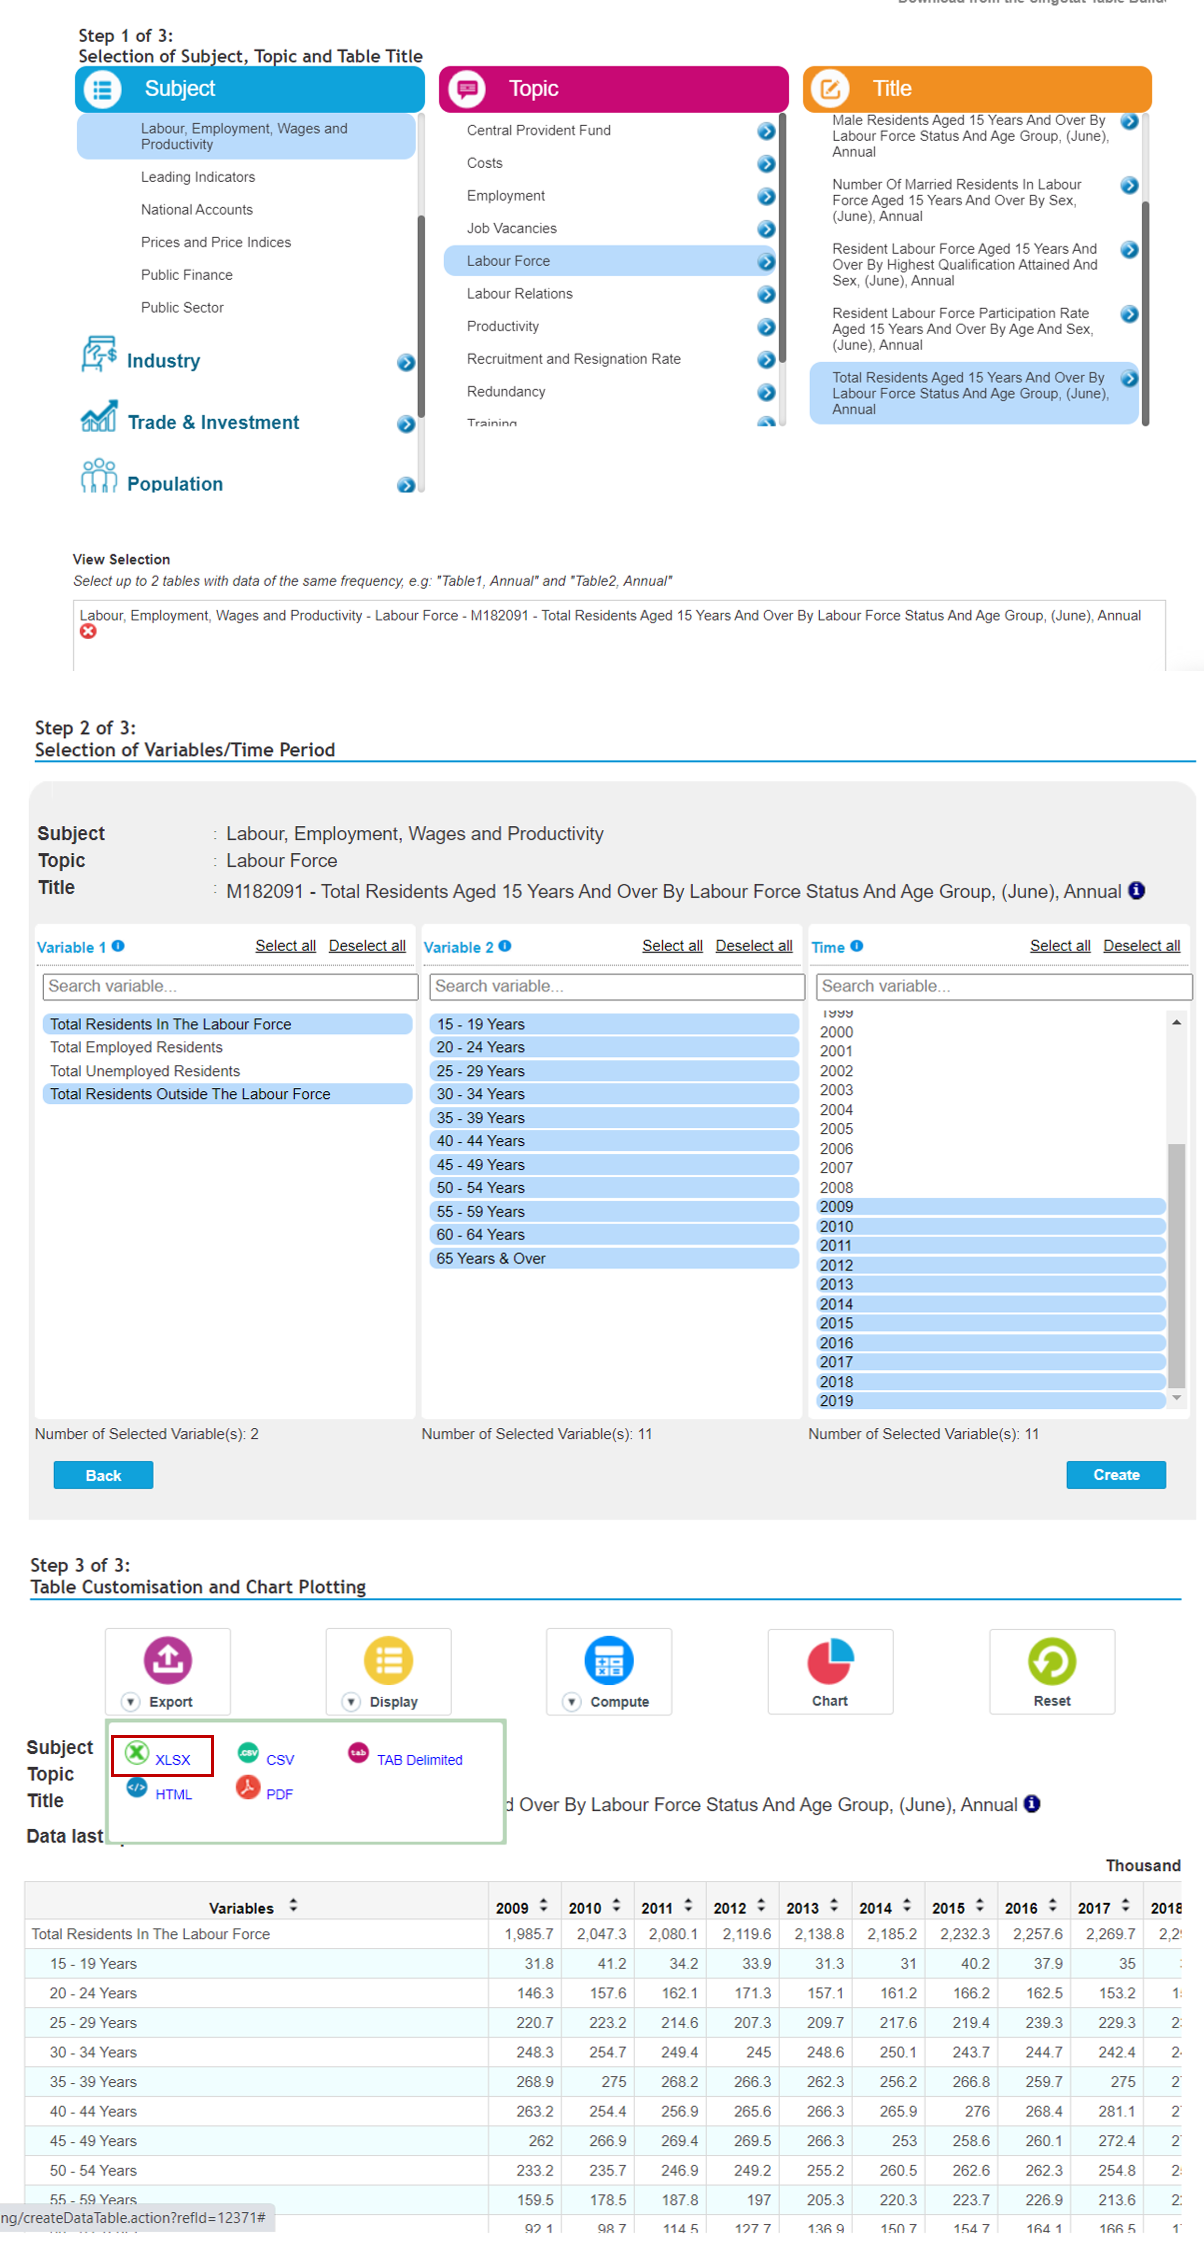 Step 1 of 3:
Selection of Subject, Topic and Table Title
Subject
Topic
Title
Labour, Employment, Wages and
Productivity
Leading Indicators
National Accounts
Prices and Price Indices
Public Finance
Public Sector
Industry
Trade & Investment
Population
Central Provident Fund
Costs
Employment
Job Vacancies
Labour Force
Labour Relations
Productivity
Recruitment and Resignation Rate
Redundancy
Training
Male Residents Aged 15 Years And Over By
Labour Force Status And Age Group, (June),
Annual
Number Of Married Residents In Labour
Force Aged 15 Years And Over By Sex,
(June), Annual
Resident Labour Force Aged 15 Years And
Over By Highest Qualification Attained And
Sex, (June), Annual
Resident Labour Force Participation Rate
Aged 15 Years And Over By Age And Sex,
(June), Annual
Total Residents Aged 15 Years And Over By
Labour Force Status And Age Group, (June),
Annual
View Selection
Select up to 2 tables with data of the same frequency, e.g: "Table1, Annual" and "Table2, Annual"
Labour, Employment, Wages and Productivity - Labour Force - M182091 - Total Residents Aged 15 Years And Over By Labour Force Status And Age Group, (June), Annual
Step 2 of 3:
Selection of Variables/Time Period
Subject : Labour, Employment, Wages and Productivity
Topic : Labour Force
Title : M182091 - Total Residents Aged 15 Years And Over By Labour Force Status And Age Group, (June), Annual
Variable 1 Select all Deselect all
Search variable...
Total Residents In The Labour Force
Total Employed Residents
Total Unemployed Residents
Total Residents Outside The Labour Force
Number of Selected Variable(s): 2
Variable 2 Select all Deselect all
Search variable...
15 - 19 Years
20 - 24 Years
25 - 29 Years
30 - 34 Years
35 - 39 Years
40 - 44 Years
45 - 49 Years
50 - 54 Years
55 - 59 Years
60 - 64 Years
65 Years & Over
Number of Selected Variable(s): 11
Time Select all Deselect all
Search variable...
1999
2000
2001
2002
2003
2004
2005
2006
2007
2008
2009
2010
2011
2012
2013
2014
2015
2016
2017
2018
2019
Number of Selected Variable(s): 11
Back
Create
Step 3 of 3:
Table Customisation and Chart Plotting
Export Display Compute Chart Reset
XLSX CSV TAB Delimited
HTML PDF
Subject
Topic
Title d Over By Labour Force Status And Age Group, (June), Annual
Data last
Thousand
Variables 2009 2010 2011 2012 2013 2014 2015 2016 2017 2018
Total Residents In The Labour Force 1,985.7 2,047.3 2,080.1 2,119.6 2,138.8 2,185.2 2,232.3 2,257.6 2,269.7
15 - 19 Years 31.8 41.2 34.2 33.9 31.3 31 40.2 37.9 35
20 - 24 Years 146.3 157.6 162.1 171.3 157.1 161.2 166.2 162.5 153.2
25 - 29 Years 220.7 223.2 214.6 207.3 209.7 217.6 219.4 239.3 229.3
30 - 34 Years 248.3 254.7 249.4 245 248.6 250.1 243.7 244.7 242.4
35 - 39 Years 268.9 275 268.2 266.3 262.3 256.2 266.8 259.7 275
40 - 44 Years 263.2 254.4 256.9 265.6 266.3 265.9 276 268.4 281.1
45 - 49 Years 262 266.9 269.4 269.5 266.3 253 258.6 260.1 272.4
50 - 54 Years 233.2 235.7 246.9 249.2 255.2 260.5 262.6 262.3 254.8
55 - 59 Years 159.5 178.5 187.8 197 205.3 220.3 223.7 226.9 213.6
92.1 98.7 114.5 127.7 136.9 150.7 154.7 164.1 166.5
ng/createDataTable.action?refId=12371#